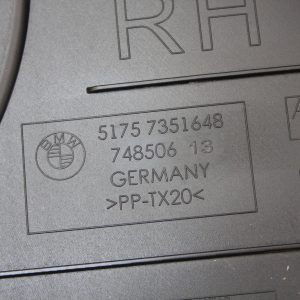 RH
A
BMW
5175 7351648
748506 13
GERMANY
>PP-TX20<